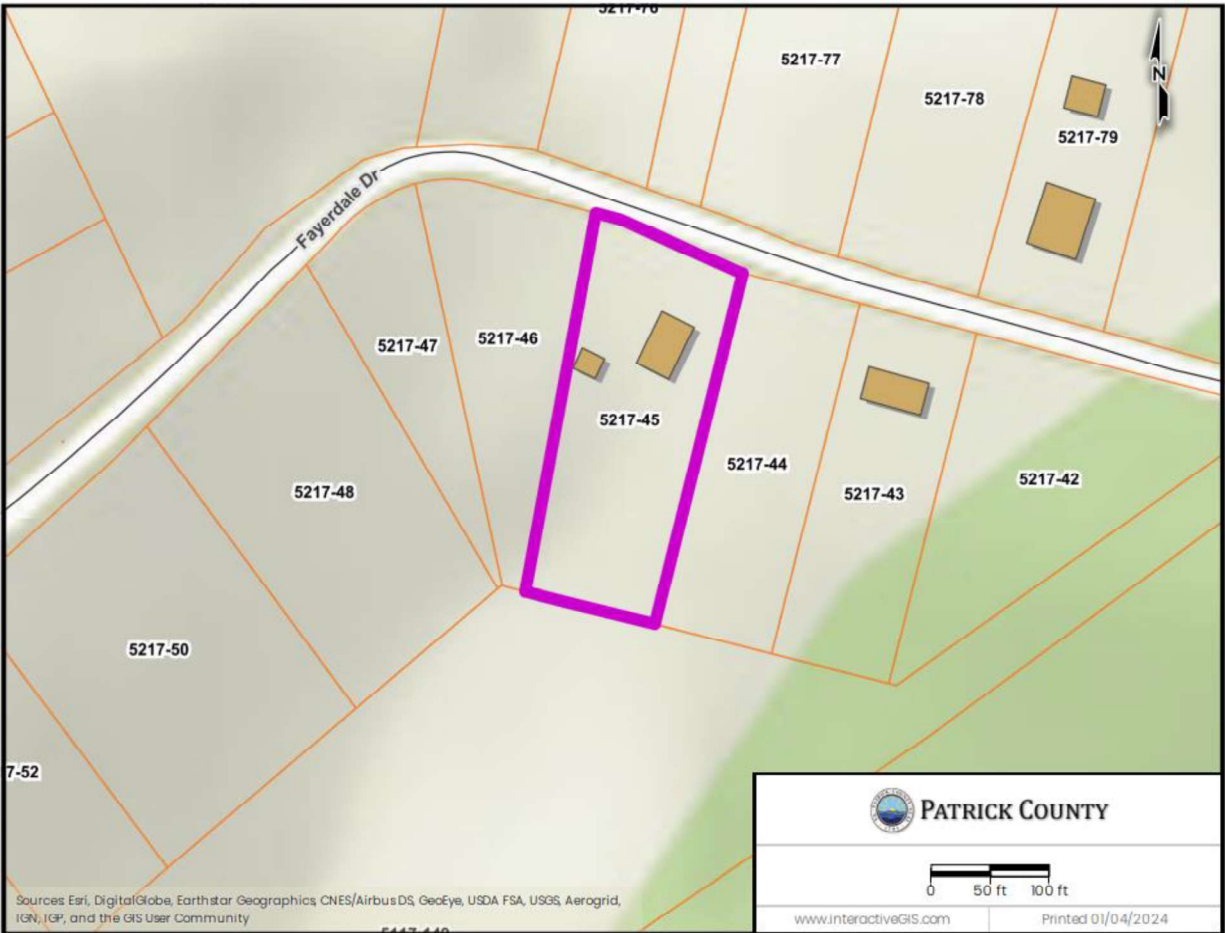 5217-76
5217-77
5217-78
N
5217-79
Fayerdale Dr
5217-47
5217-46
5217-45
5217-44
5217-43
5217-42
5217-48
5217-50
7-52
PATRICK COUNTY
0 50 ft 100 ft
Sources: Esri, DigitalGlobe, Earthstar Geographics, CNES/Airbus DS, GeoEye, USDA FSA, USGS, Aerogrid,
IGN, IGP, and the GIS User Community
www.interactiveGIS.com
Printed 01/04/2024